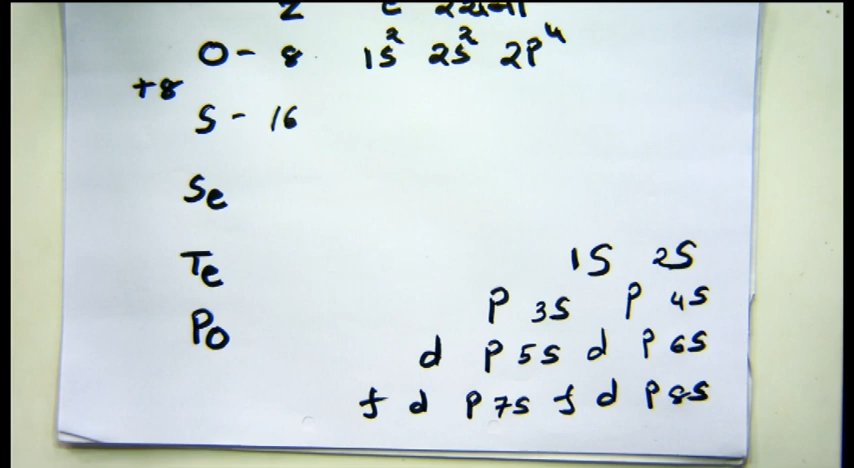 Z e रचना
O - 8 1s² 2s² 2p⁴
+8
S - 16
Se
Te
Po
1S 2S
P 3S P 4S
d P 5S d P 6S
f d P 7S f d P 8S